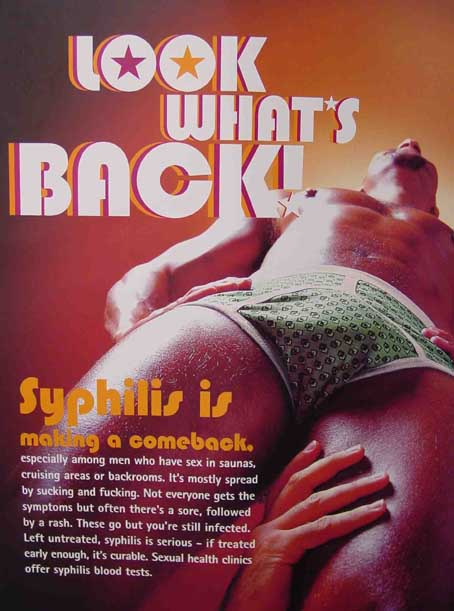 LOOK
WHAT'S
BACK!
Syphilis is
making a comeback,
especially among men who have sex in saunas,
cruising areas or backrooms. It's mostly spread
by sucking and fucking. Not everyone gets the
symptoms but often there's a sore, followed
by a rash. These go but you're still infected.
Left untreated, syphilis is serious – if treated
early enough, it's curable. Sexual health clinics
offer syphilis blood tests.